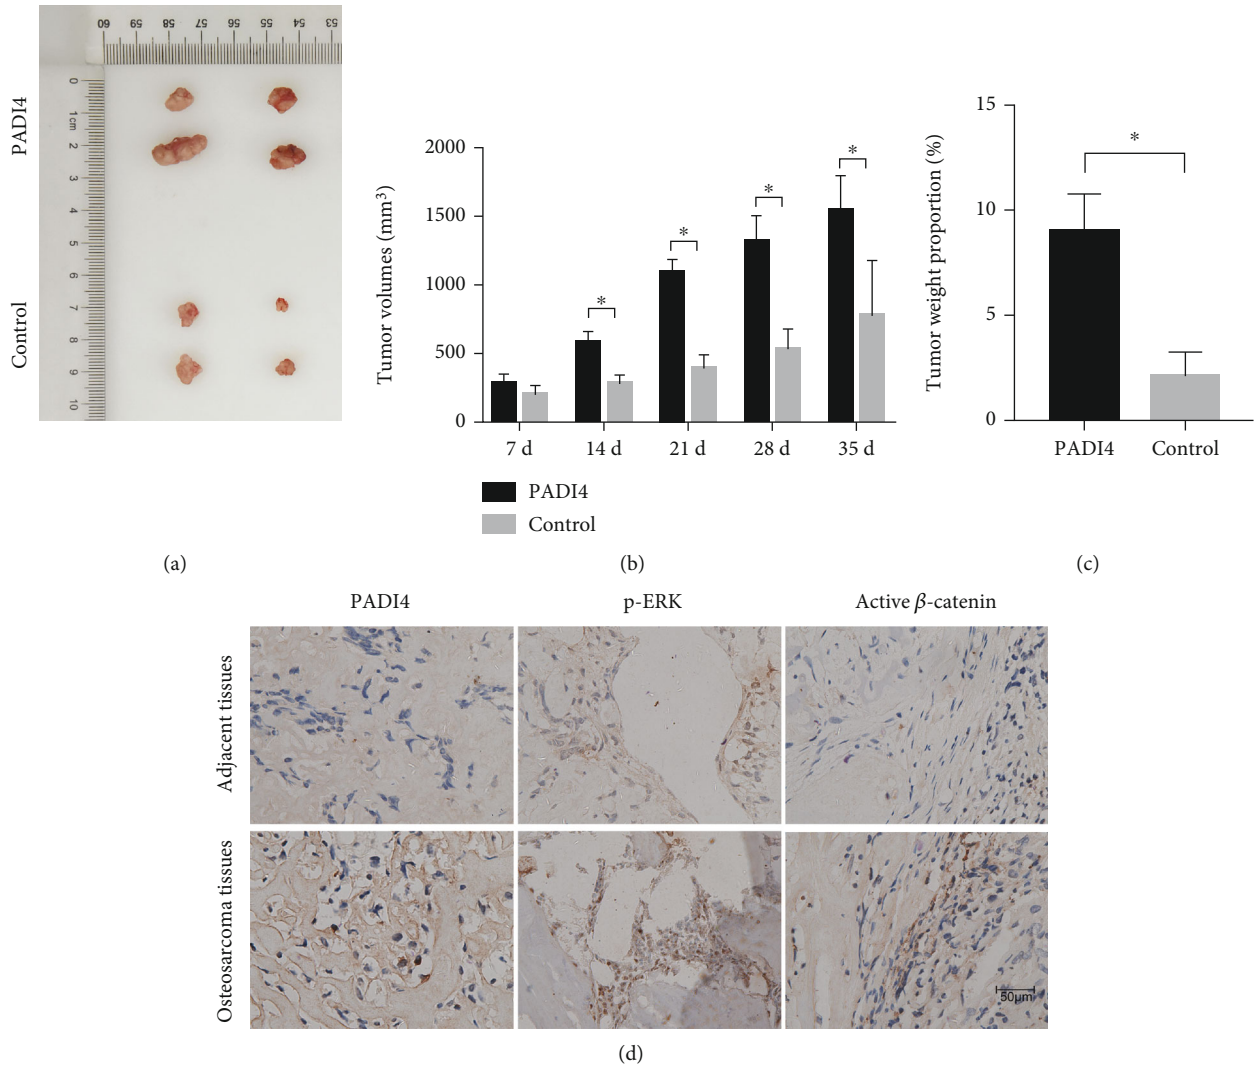 60 59 58 57 56 55 54 53
0
1cm
2
3
4
5
6
7
8
9
10
PADI4
Control
(a)
Tumor volumes (mm³)
2000
1500
1000
500
0
* * * * *
7 d 14 d 21 d 28 d 35 d
PADI4
Control
(b)
Tumor weight proportion (%)
15
10
5
0
*
PADI4 Control
(c)
PADI4 p-ERK Active β-catenin
Adjacent tissues
Osteosarcoma tissues
50μm
(d)